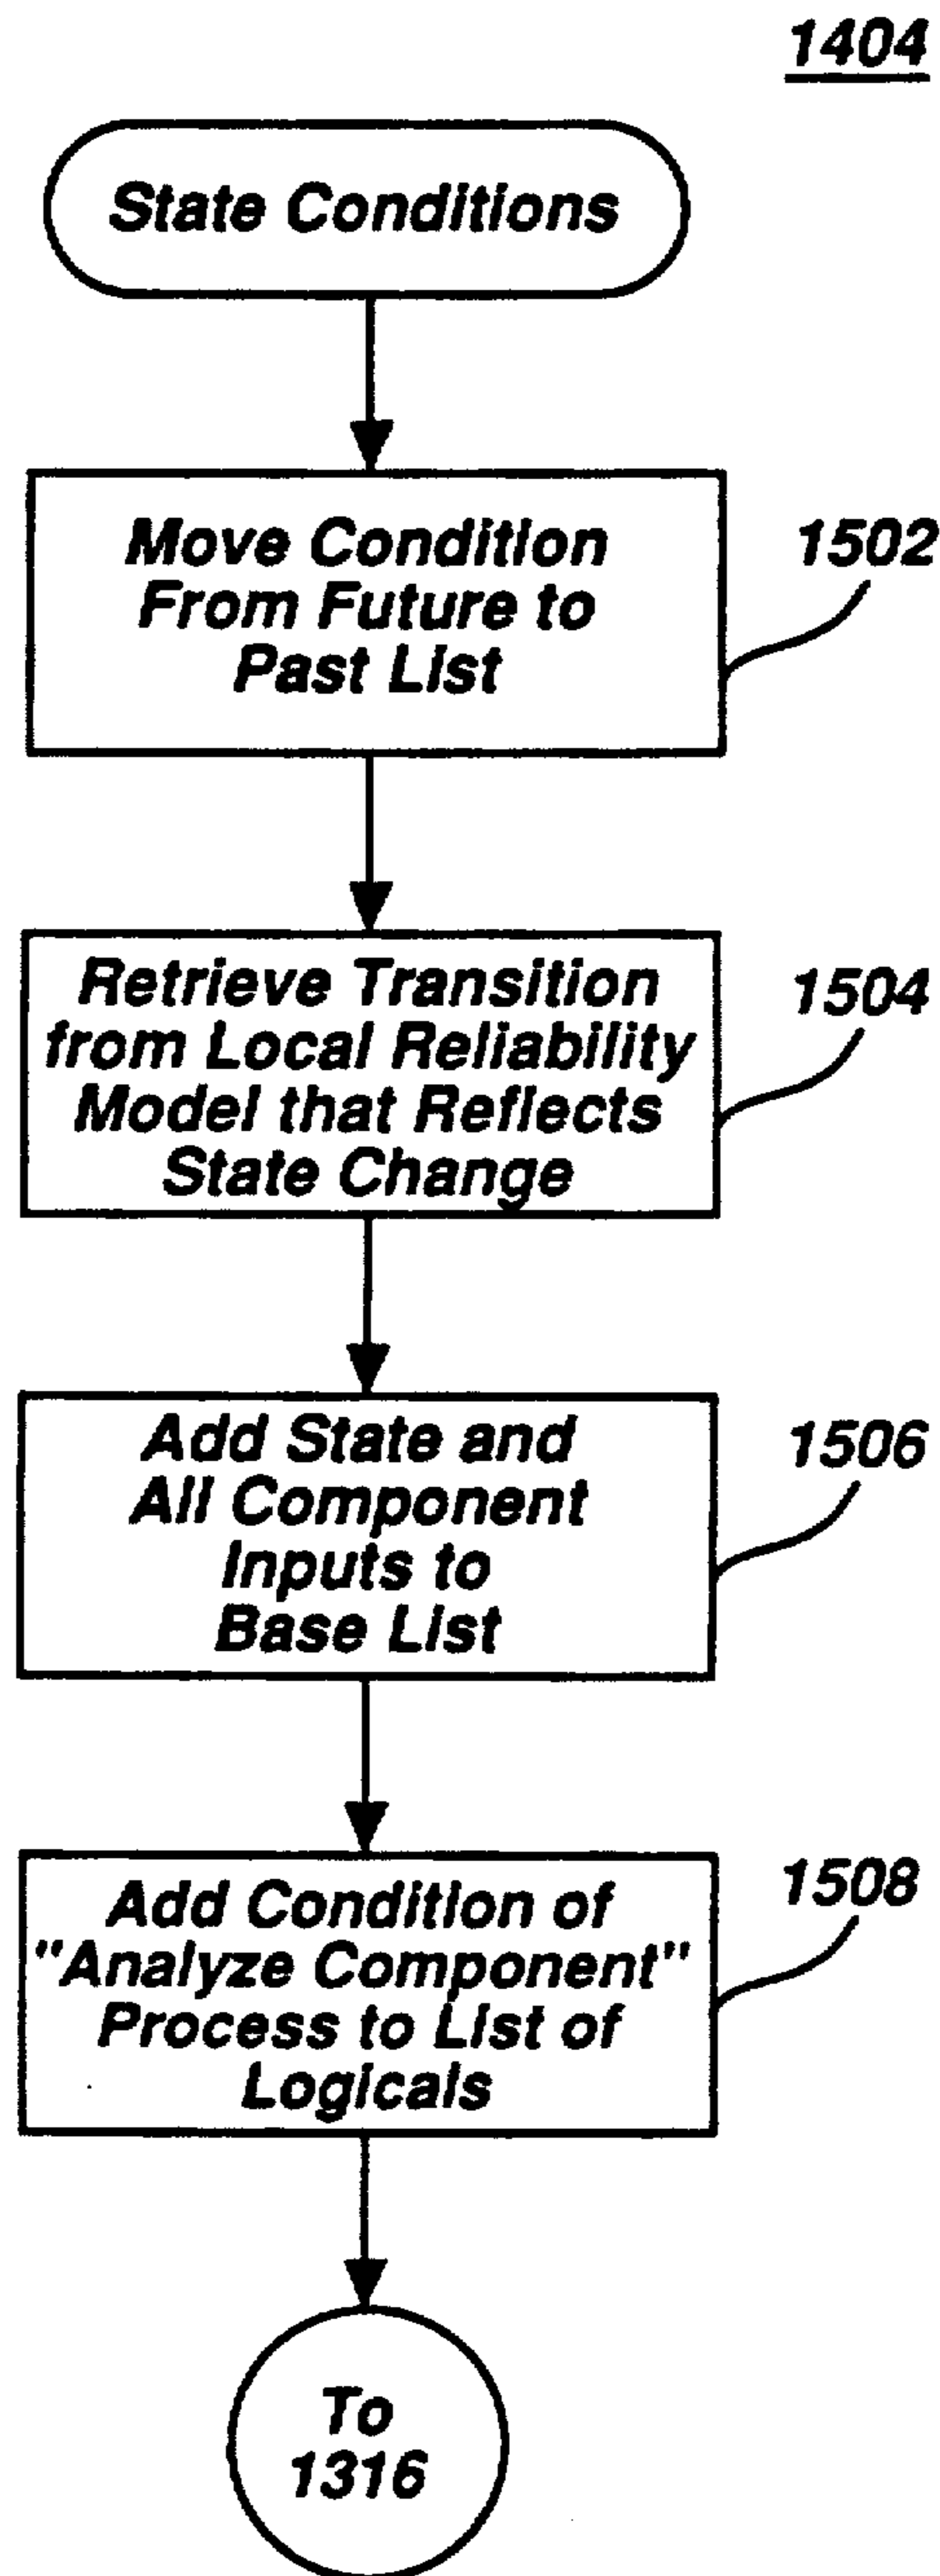 1404
State Conditions
Move Condition
From Future to
Past List
1502
Retrieve Transition
from Local Reliability
Model that Reflects
State Change
1504
Add State and
All Component
Inputs to
Base List
1506
Add Condition of
"Analyze Component"
Process to List of
Logicals
1508
To
1316